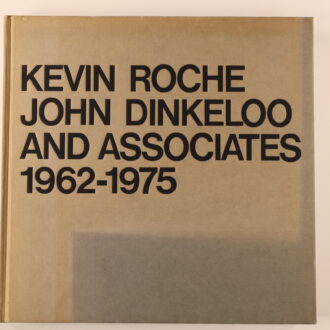 KEVIN ROCHE
JOHN DINKELOO
AND ASSOCIATES
1962-1975